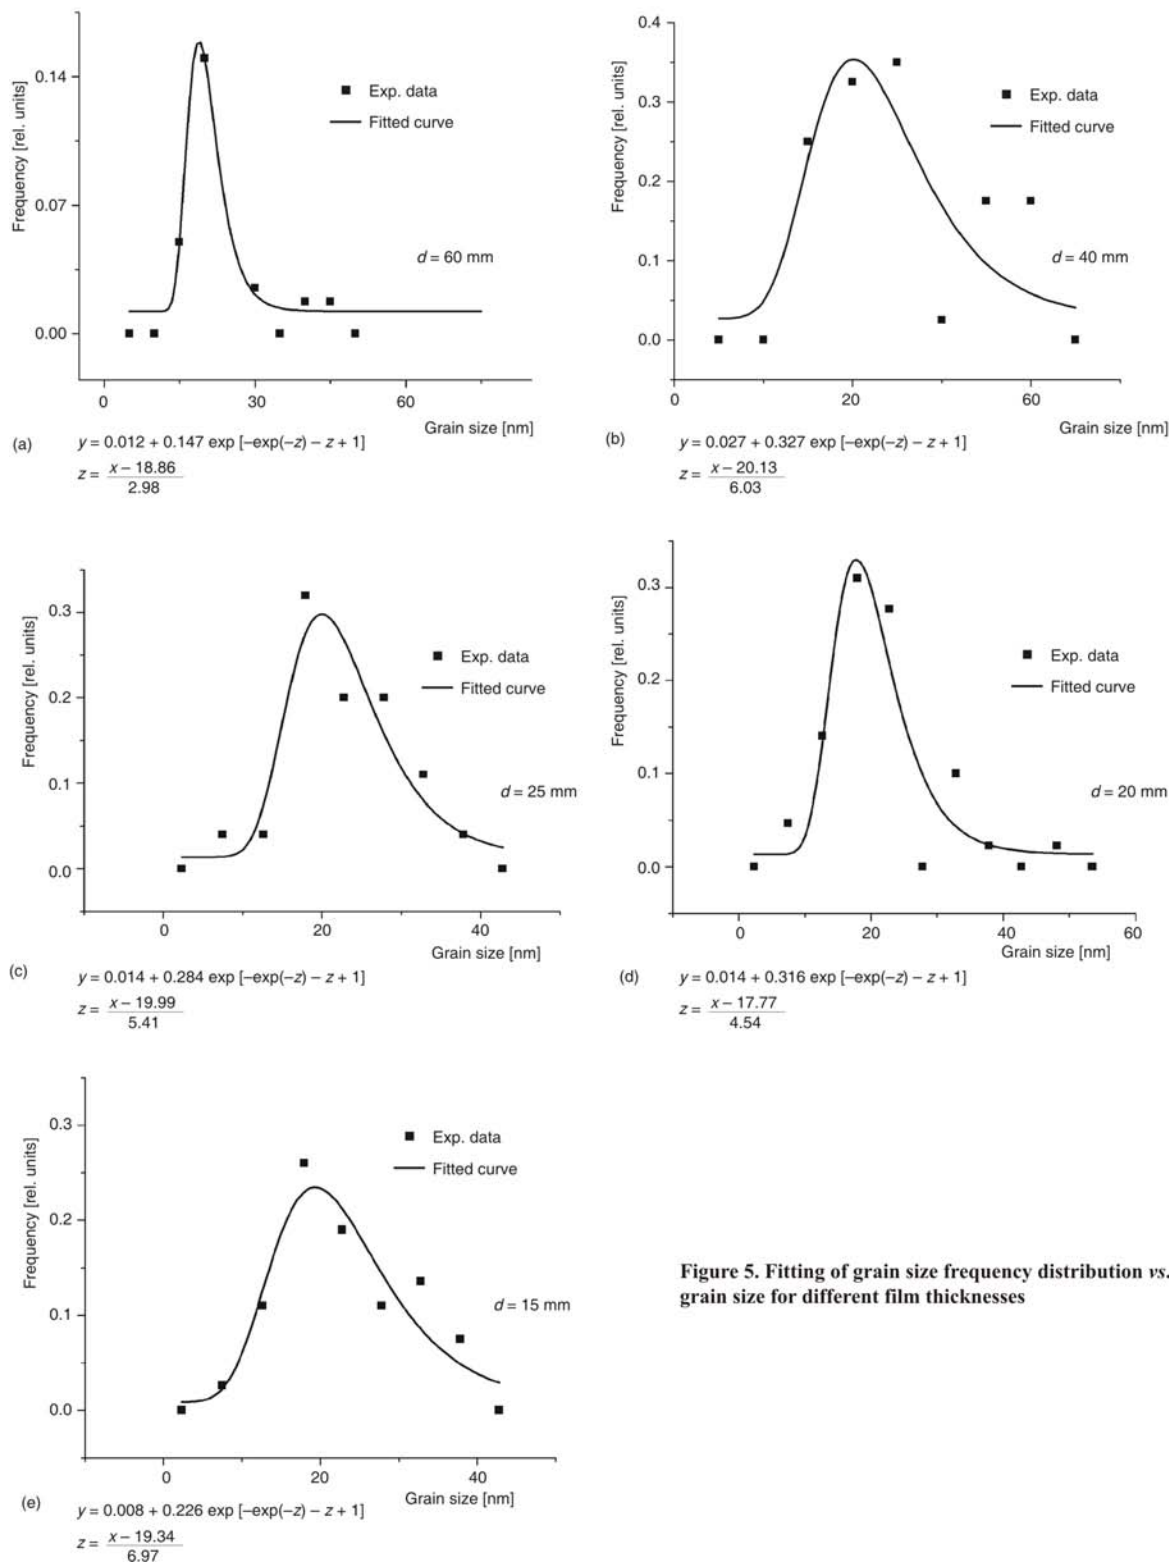 Frequency [rel. units]
0.14
0.07
0.00
Exp. data
Fitted curve
d = 60 mm
0
30
60
Grain size [nm]
(a)
y = 0.012 + 0.147 exp [–exp(–z) – z + 1]
z = x – 18.86
2.98
Frequency [rel. units]
0.4
0.3
0.2
0.1
0.0
Exp. data
Fitted curve
d = 40 mm
0
20
60
Grain size [nm]
(b)
y = 0.027 + 0.327 exp [–exp(–z) – z + 1]
z = x – 20.13
6.03
Frequency [rel. units]
0.3
0.2
0.1
0.0
Exp. data
Fitted curve
d = 25 mm
0
20
40
Grain size [nm]
(c)
y = 0.014 + 0.284 exp [–exp(–z) – z + 1]
z = x – 19.99
5.41
Frequency [rel. units]
0.3
0.2
0.1
0.0
Exp. data
Fitted curve
d = 20 mm
0
20
40
60
Grain size [nm]
(d)
y = 0.014 + 0.316 exp [–exp(–z) – z + 1]
z = x – 17.77
4.54
Frequency [rel. units]
0.3
0.2
0.1
0.0
Exp. data
Fitted curve
d = 15 mm
0
20
40
Grain size [nm]
(e)
y = 0.008 + 0.226 exp [–exp(–z) – z + 1]
z = x – 19.34
6.97
Figure 5. Fitting of grain size frequency distribution vs.
grain size for different film thicknesses